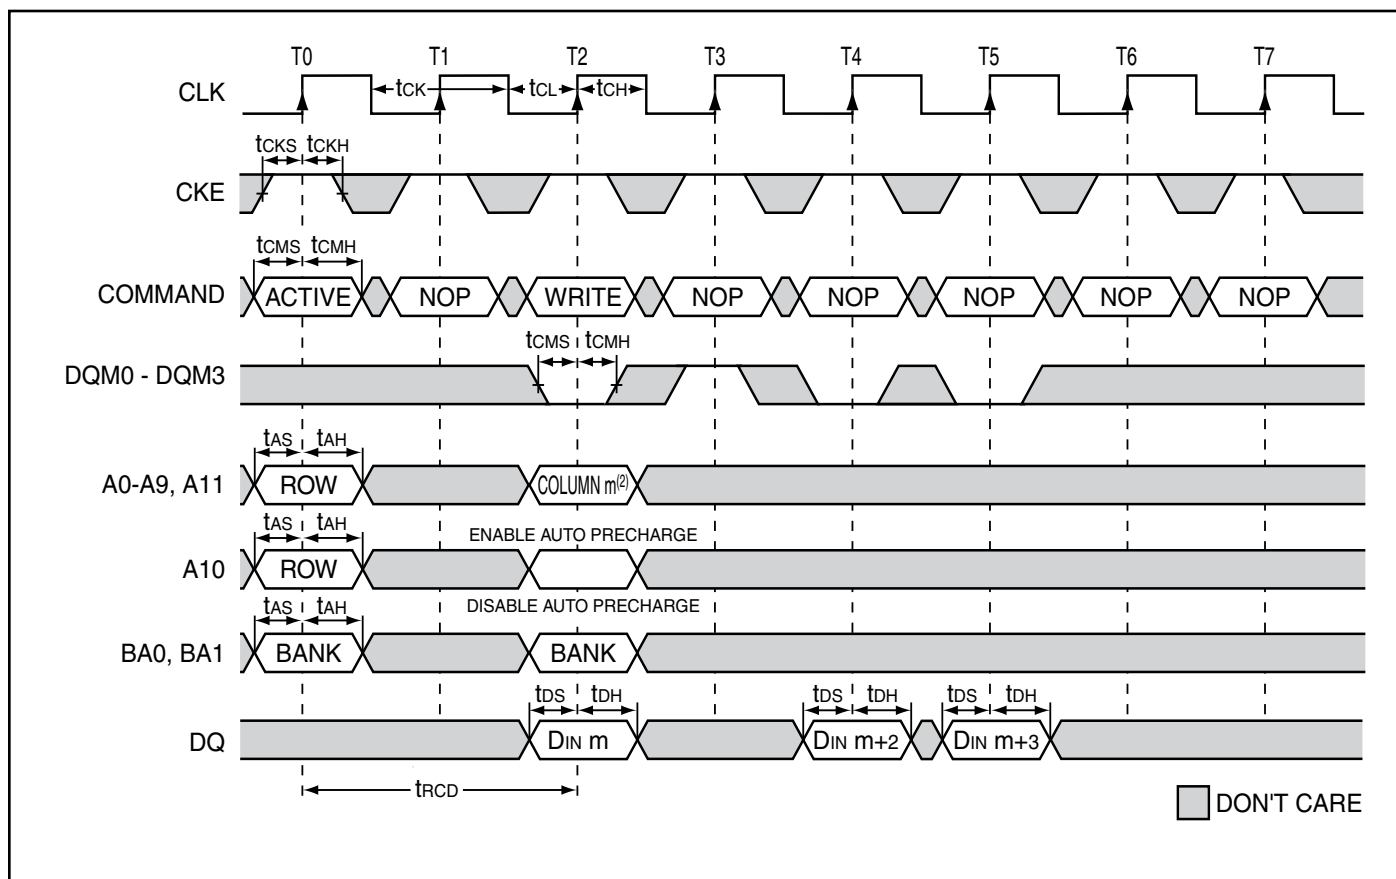 T0 T1 T2 T3 T4 T5 T6 T7
CLK tCK tCL tCH
tCKS tCKH
CKE
tCMS tCMH
COMMAND ACTIVE NOP WRITE NOP NOP NOP NOP NOP
tCMS tCMH
DQM0 - DQM3
tAS tAH
A0-A9, A11 ROW COLUMN m(2)
tAS tAH ENABLE AUTO PRECHARGE
A10 ROW
tAS tAH DISABLE AUTO PRECHARGE
BA0, BA1 BANK BANK
tDS tDH tDS tDH tDS tDH
DQ DIN m DIN m+2 DIN m+3
tRCD
DON'T CARE